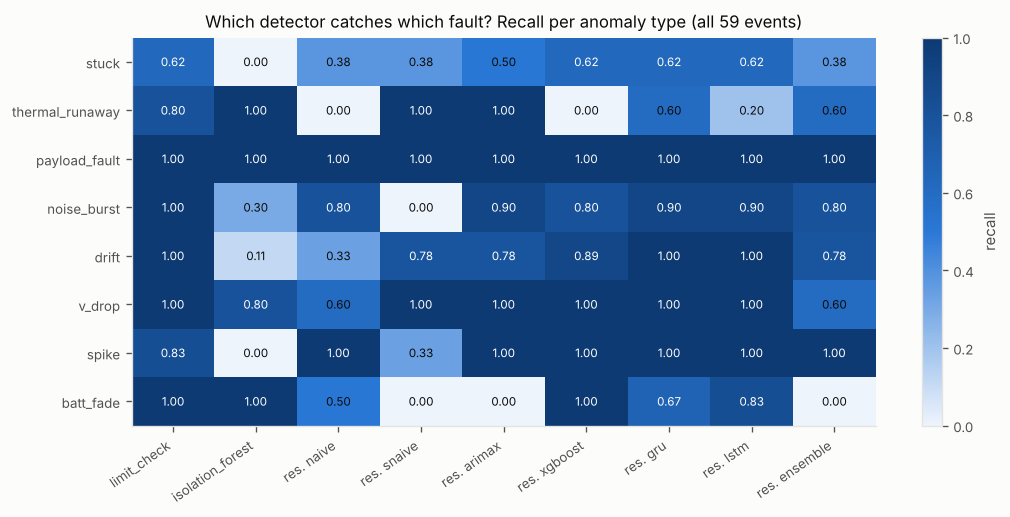 Which detector catches which fault? Recall per anomaly type (all 59 events)
stuck 0.62 0.00 0.38 0.38 0.50 0.62 0.62 0.62 0.38
thermal_runaway 0.80 1.00 0.00 1.00 1.00 0.00 0.60 0.20 0.60
payload_fault 1.00 1.00 1.00 1.00 1.00 1.00 1.00 1.00 1.00
noise_burst 1.00 0.30 0.80 0.00 0.90 0.80 0.90 0.90 0.80
drift 1.00 0.11 0.33 0.78 0.78 0.89 1.00 1.00 0.78
v_drop 1.00 0.80 0.60 1.00 1.00 1.00 1.00 1.00 0.60
spike 0.83 0.00 1.00 0.33 1.00 1.00 1.00 1.00 1.00
batt_fade 1.00 1.00 0.50 0.00 0.00 1.00 0.67 0.83 0.00
limit_check isolation_forest res. naive res. snaive res. arimax res. xgboost res. gru res. lstm res. ensemble
1.0
0.8
0.6
0.4
0.2
0.0
recall